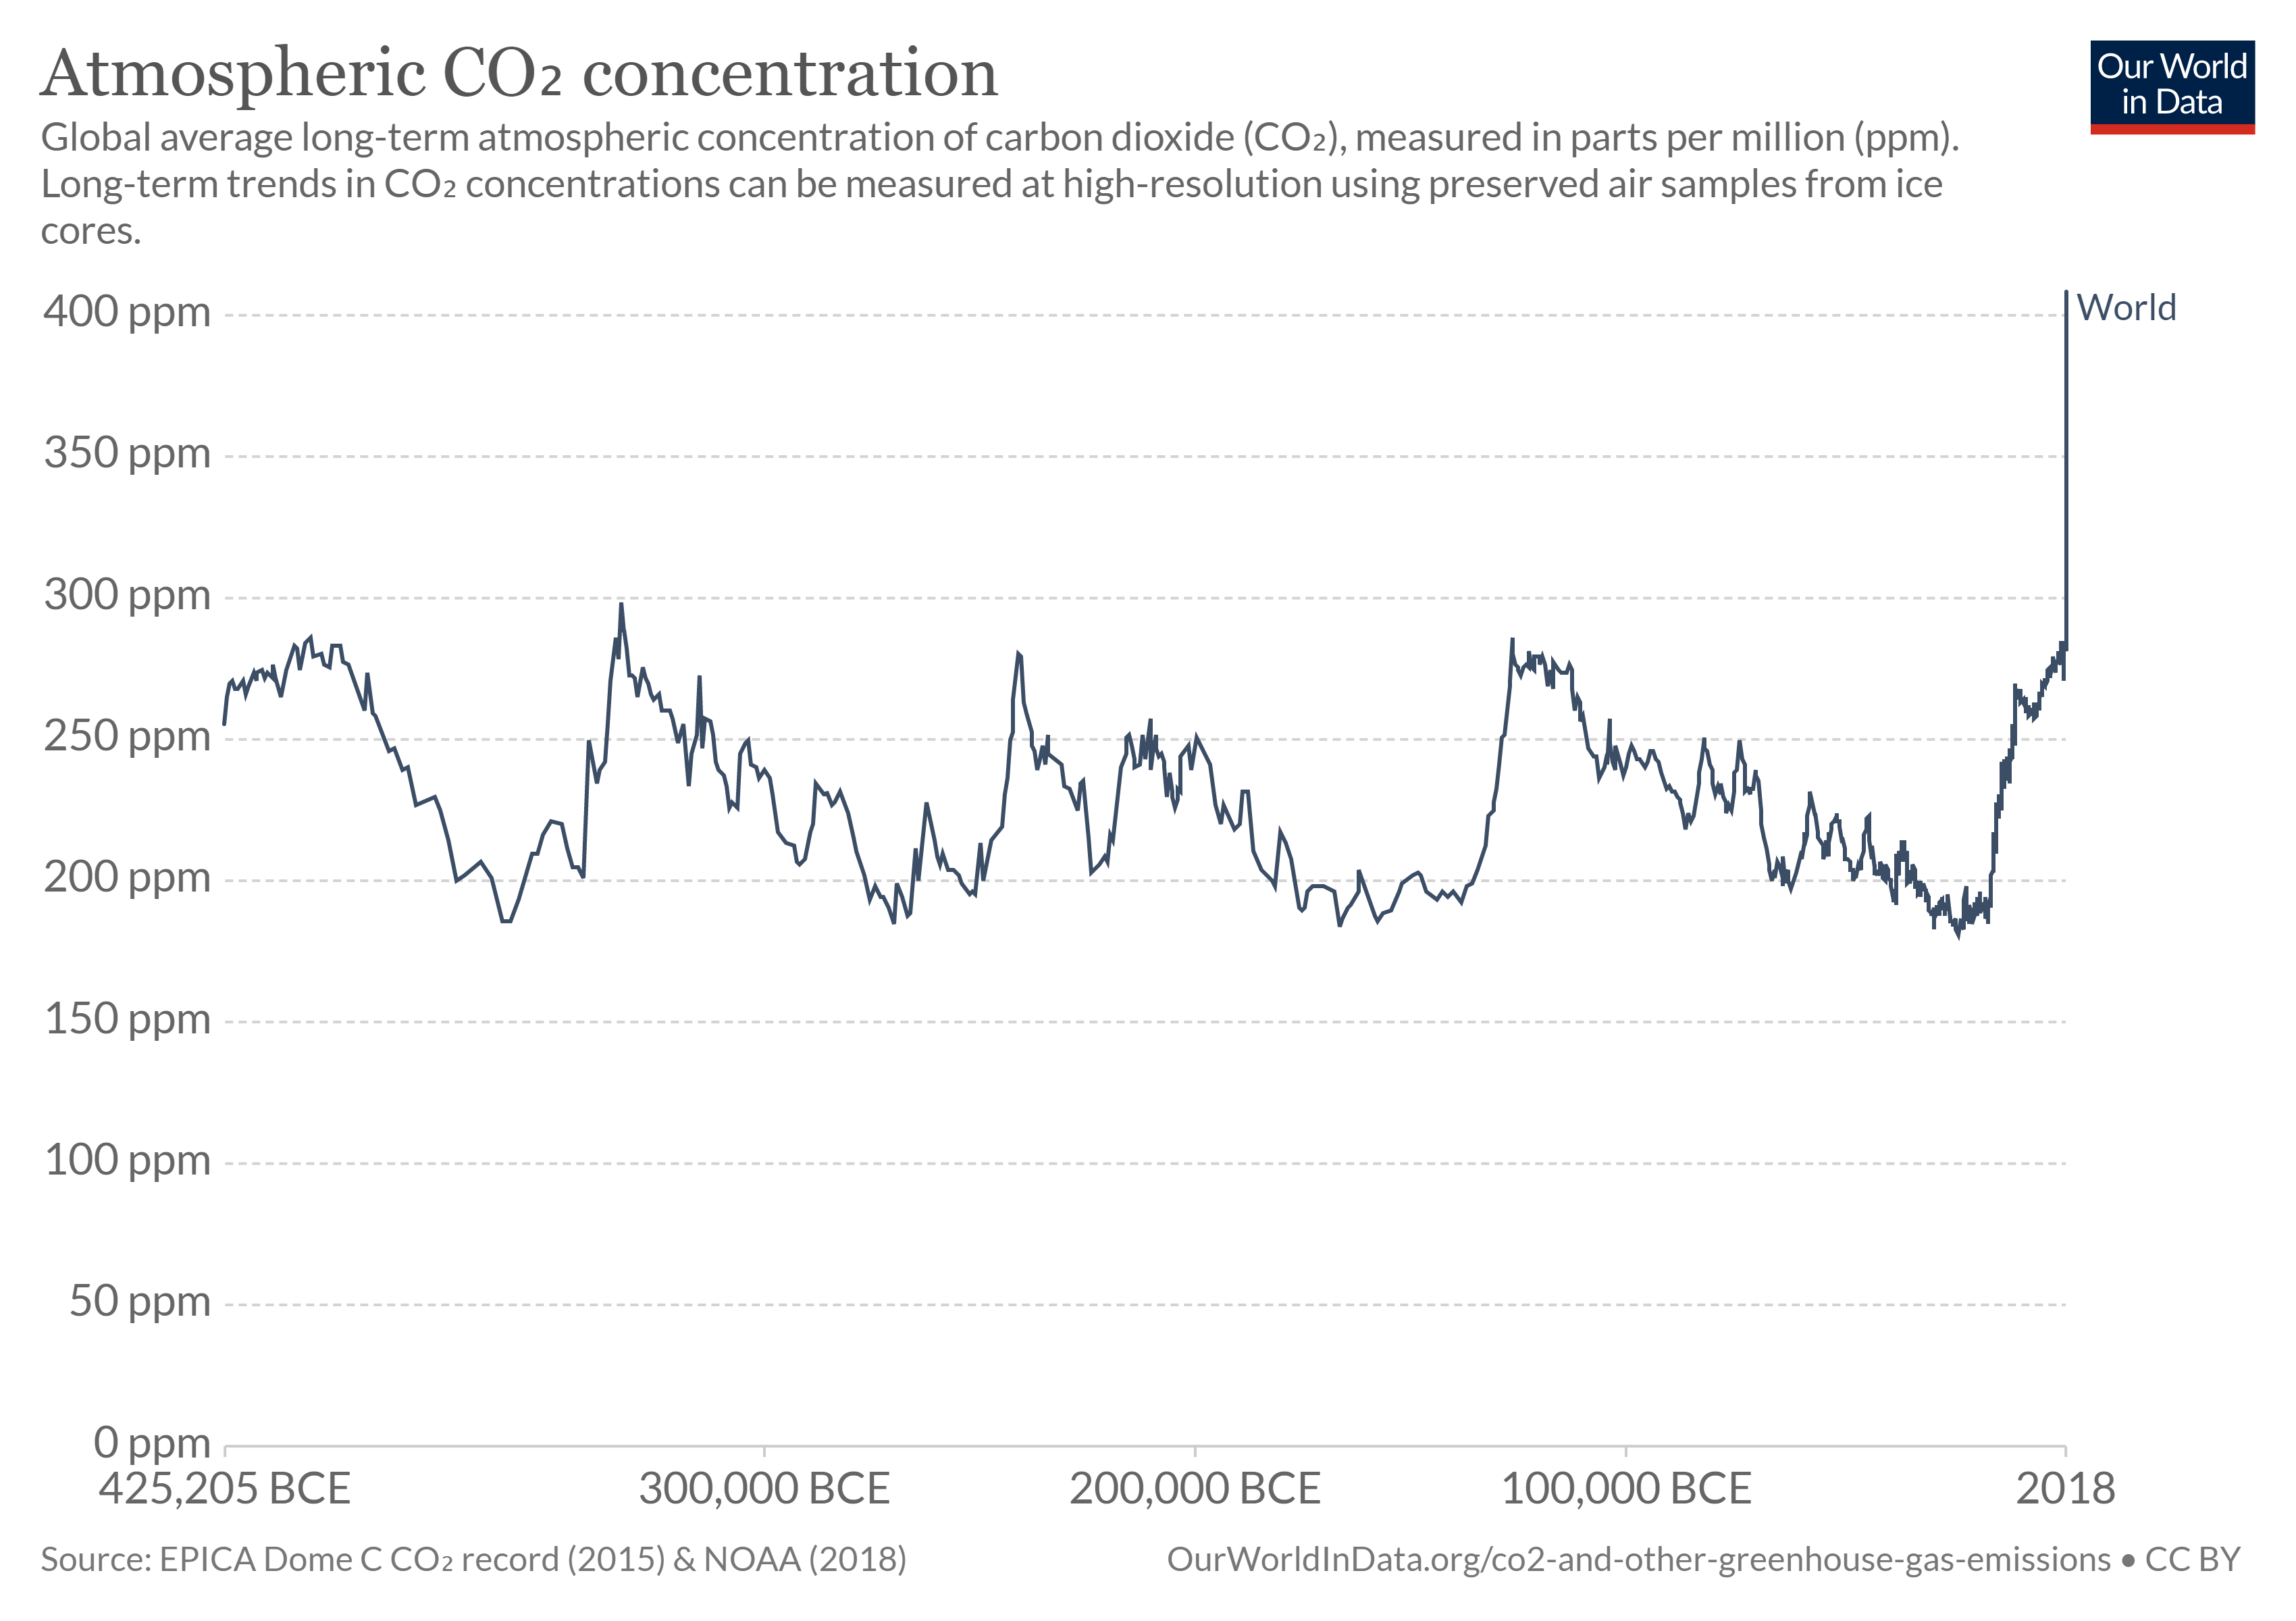 Atmospheric CO₂ concentration
Our World
in Data
Global average long-term atmospheric concentration of carbon dioxide (CO₂), measured in parts per million (ppm).
Long-term trends in CO₂ concentrations can be measured at high-resolution using preserved air samples from ice
cores.
400 ppm
World
350 ppm
300 ppm
250 ppm
200 ppm
150 ppm
100 ppm
50 ppm
0 ppm
425,205 BCE 300,000 BCE 200,000 BCE 100,000 BCE 2018
Source: EPICA Dome C CO₂ record (2015) & NOAA (2018) OurWorldInData.org/co2-and-other-greenhouse-gas-emissions • CC BY